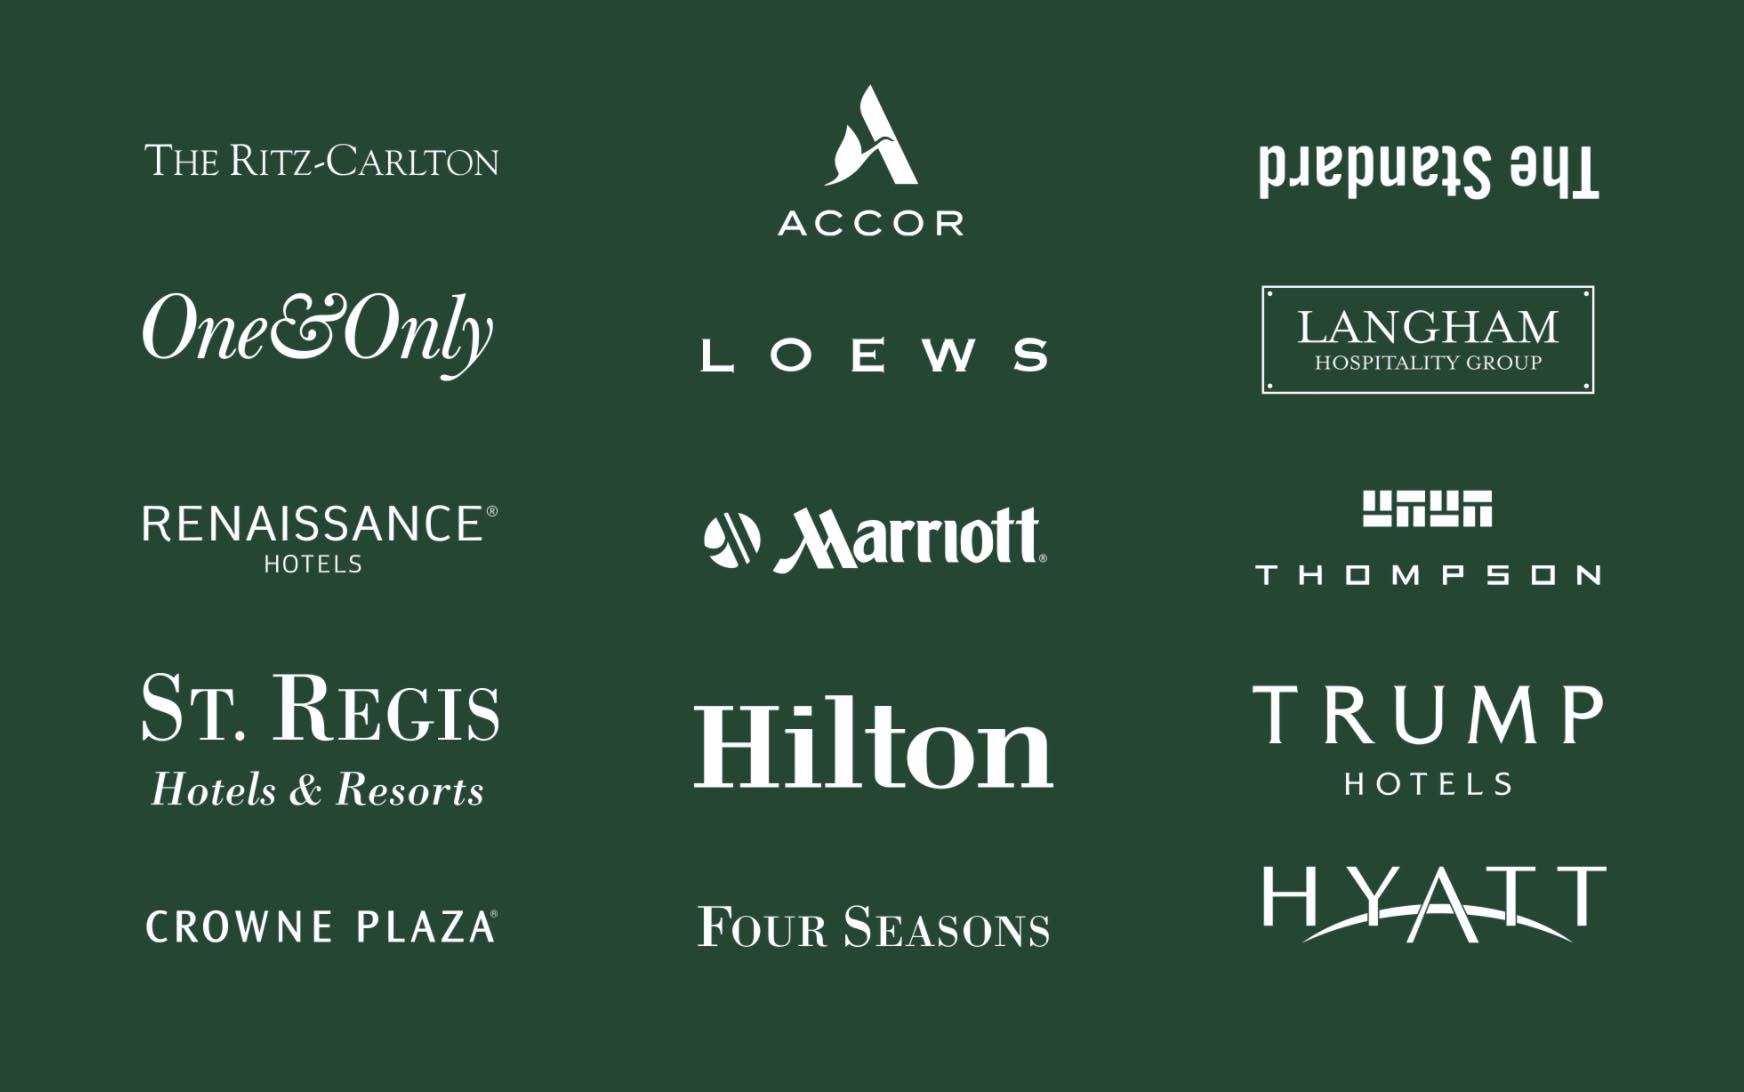 THE RITZ-CARLTON
ACCOR
The Standard
One&Only
LOEWS
LANGHAM
HOSPITALITY GROUP
RENAISSANCE®
HOTELS
Marriott®
THOMPSON
ST. REGIS
Hotels & Resorts
Hilton
TRUMP
HOTELS
CROWNE PLAZA®
FOUR SEASONS
HYATT